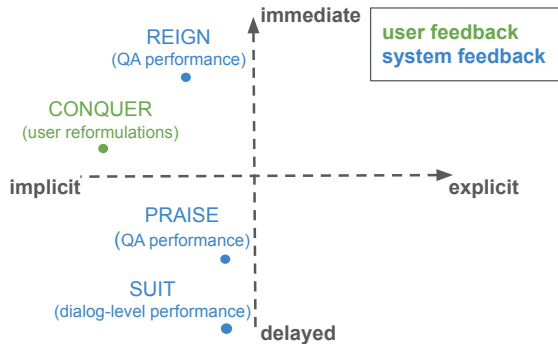 immediate
user feedback
system feedback
REIGN
(QA performance)
CONQUER
(user reformulations)
implicit
explicit
PRAISE
(QA performance)
SUIT
(dialog-level performance)
delayed